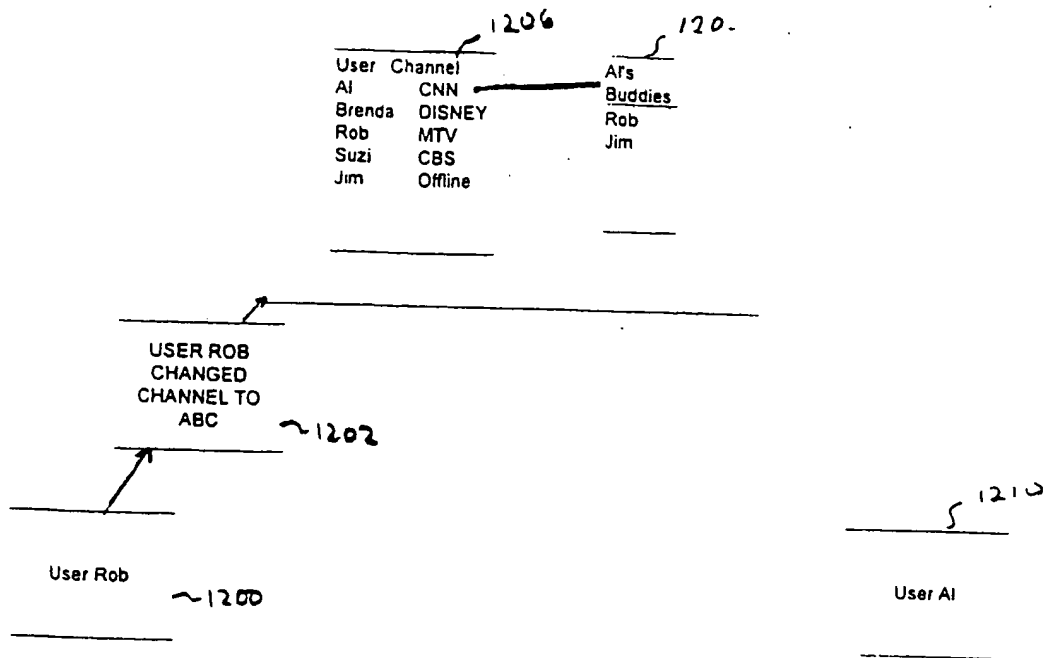 1206
120
User Channel
Al CNN
Brenda DISNEY
Rob MTV
Suzi CBS
Jim Offline
Al's
Buddies
Rob
Jim
USER ROB
CHANGED
CHANNEL TO
ABC
1202
User Rob
1200
1210
User Al